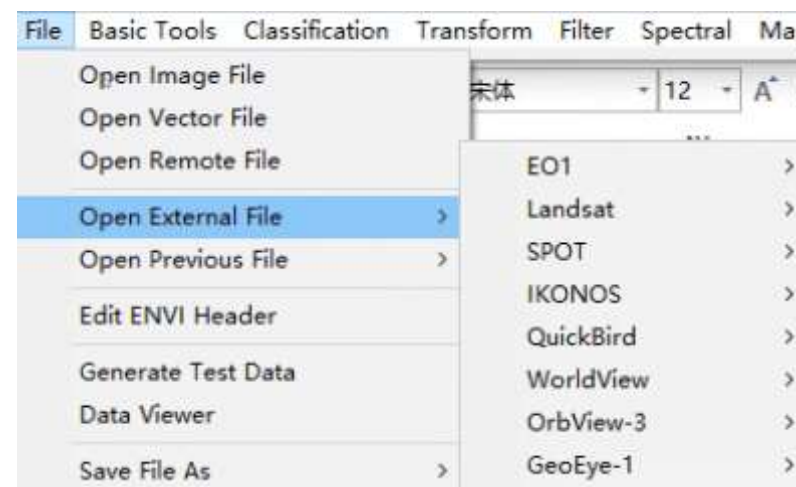 File Basic Tools Classification Transform Filter Spectral Ma
Open Image File
Open Vector File
Open Remote File
Open External File
Open Previous File
Edit ENVI Header
Generate Test Data
Data Viewer
Save File As
宋体 12 A
EO1
Landsat
SPOT
IKONOS
QuickBird
WorldView
OrbView-3
GeoEye-1